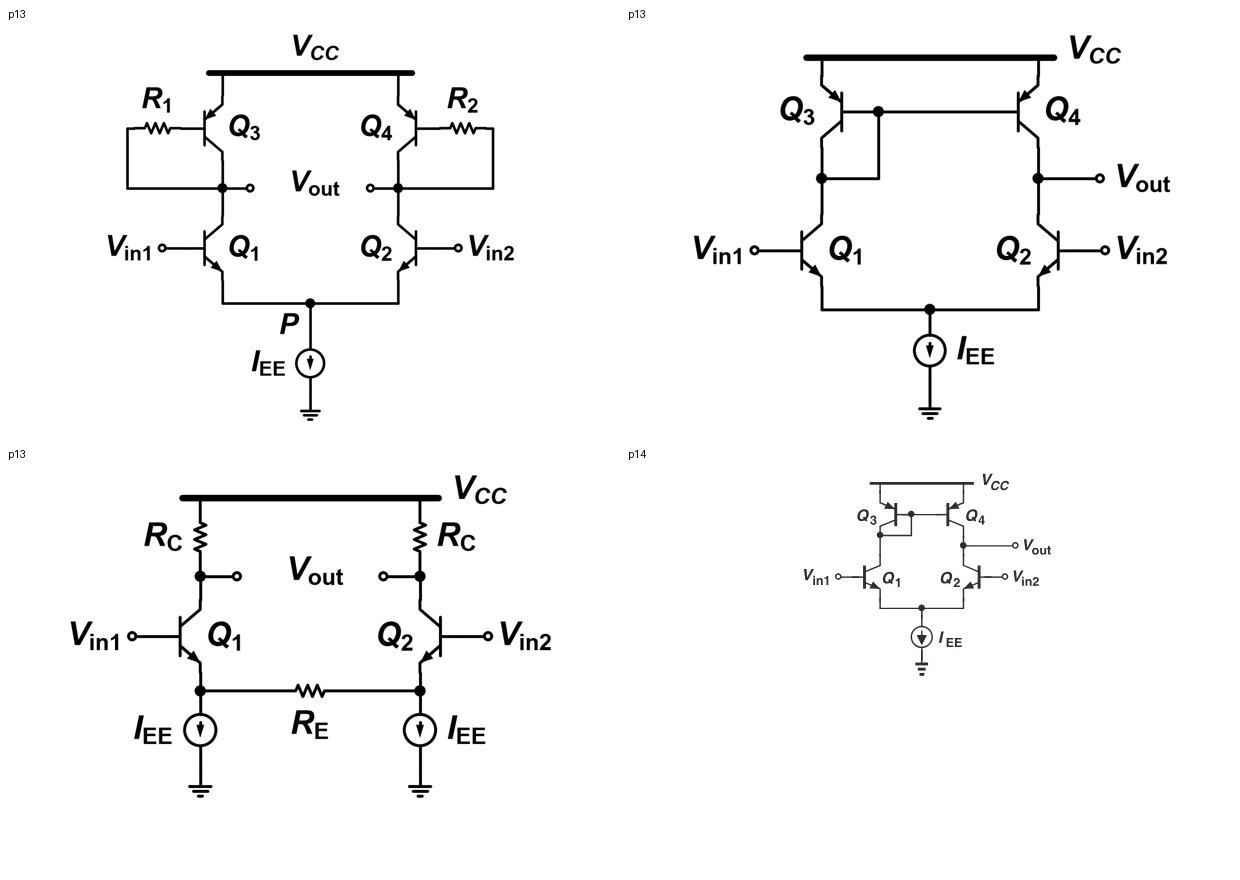 p13
V_CC
R_1
R_2
Q_3
Q_4
V_out
V_in1
Q_1
Q_2
V_in2
P
I_EE
p13
V_CC
Q_3
Q_4
V_out
V_in1
Q_1
Q_2
V_in2
I_EE
p13
V_CC
R_C
R_C
V_out
V_in1
Q_1
Q_2
V_in2
I_EE
R_E
I_EE
p14
V_CC
Q_3
Q_4
V_out
V_in1
Q_1
Q_2
V_in2
I_EE